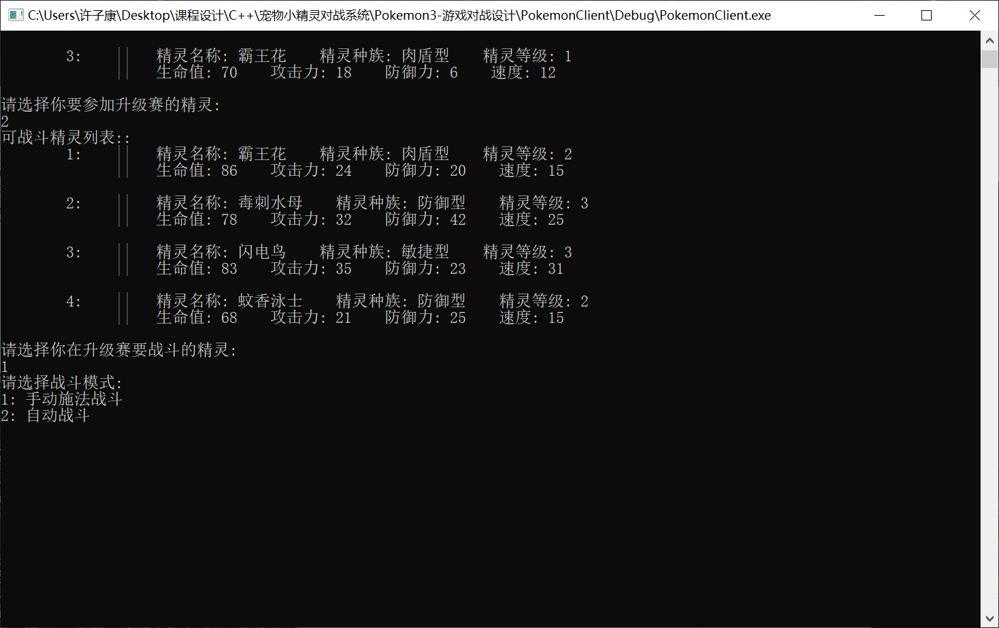 C:\Users\许子康\Desktop\课程设计\C++\宠物小精灵对战系统\Pokemon3-游戏对战设计\PokemonClient\Debug\PokemonClient.exe
3: || 精灵名称: 霸王花 精灵种族: 肉盾型 精灵等级: 1
|| 生命值: 70 攻击力: 18 防御力: 6 速度: 12
请选择你要参加升级赛的精灵:
2
可战斗精灵列表::
1: || 精灵名称: 霸王花 精灵种族: 肉盾型 精灵等级: 2
|| 生命值: 86 攻击力: 24 防御力: 20 速度: 15
2: || 精灵名称: 毒刺水母 精灵种族: 防御型 精灵等级: 3
|| 生命值: 78 攻击力: 32 防御力: 42 速度: 25
3: || 精灵名称: 闪电鸟 精灵种族: 敏捷型 精灵等级: 3
|| 生命值: 83 攻击力: 35 防御力: 23 速度: 31
4: || 精灵名称: 蚊香泳士 精灵种族: 防御型 精灵等级: 2
|| 生命值: 68 攻击力: 21 防御力: 25 速度: 15
请选择你在升级赛要战斗的精灵:
1
请选择战斗模式:
1: 手动施法战斗
2: 自动战斗